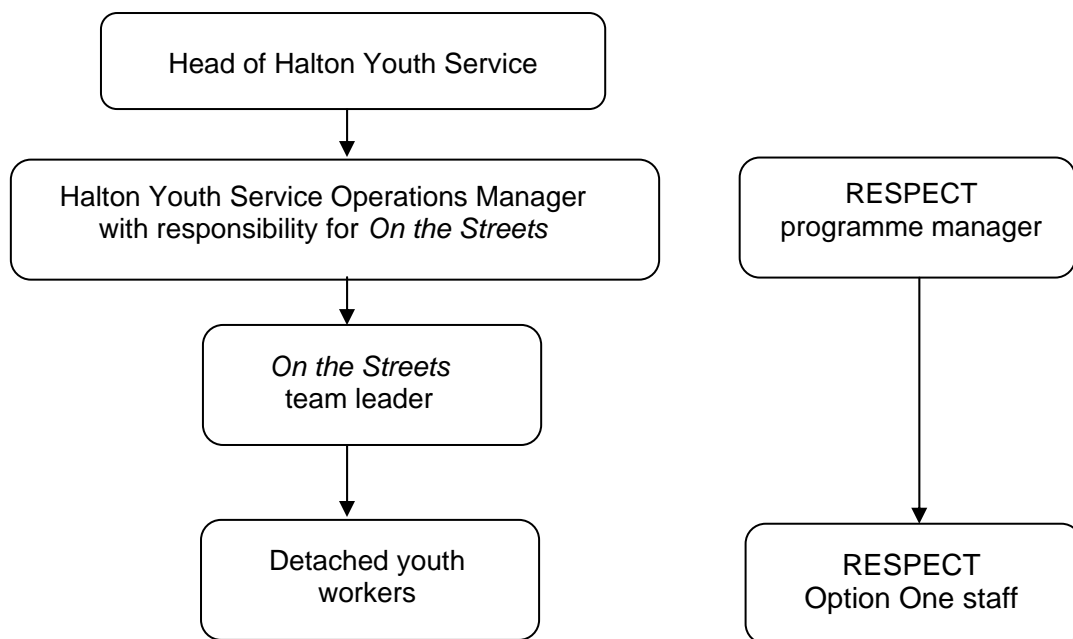 Head of Halton Youth Service
Halton Youth Service Operations Manager
with responsibility for On the Streets
RESPECT
programme manager
On the Streets
team leader
Detached youth
workers
RESPECT
Option One staff